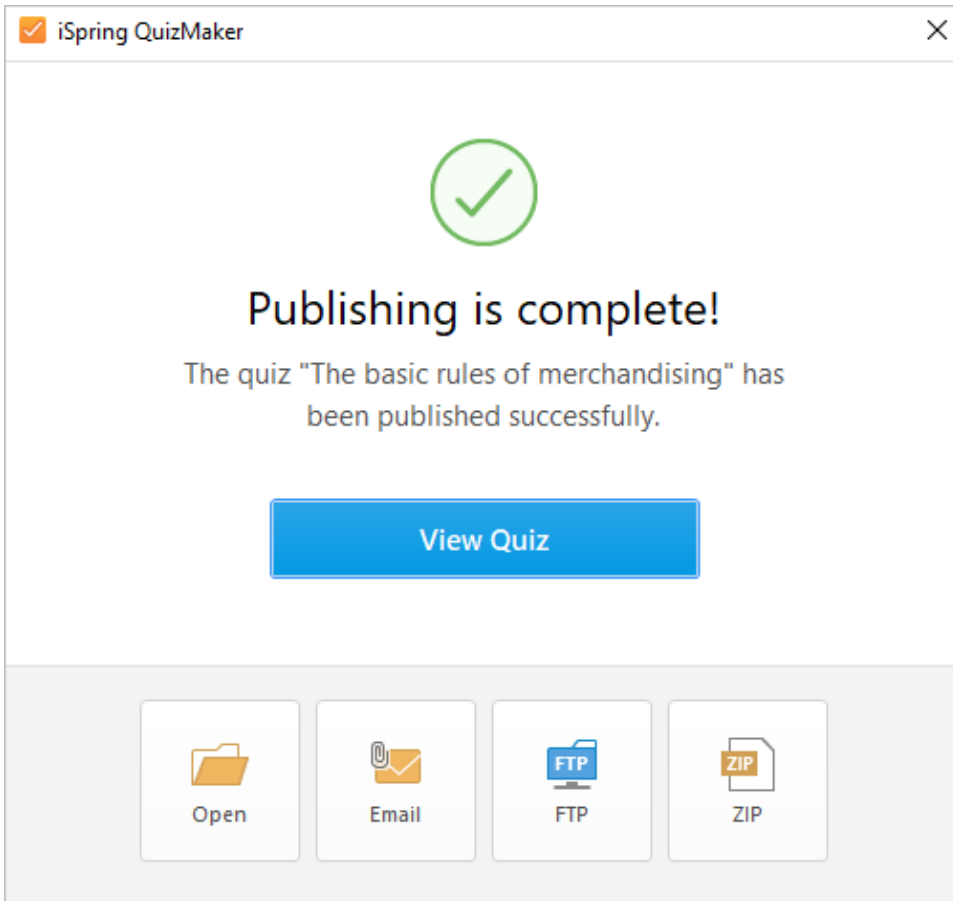 iSpring QuizMaker
Publishing is complete!
The quiz "The basic rules of merchandising" has
been published successfully.
View Quiz
FTP
ZIP
Open
Email
FTP
ZIP